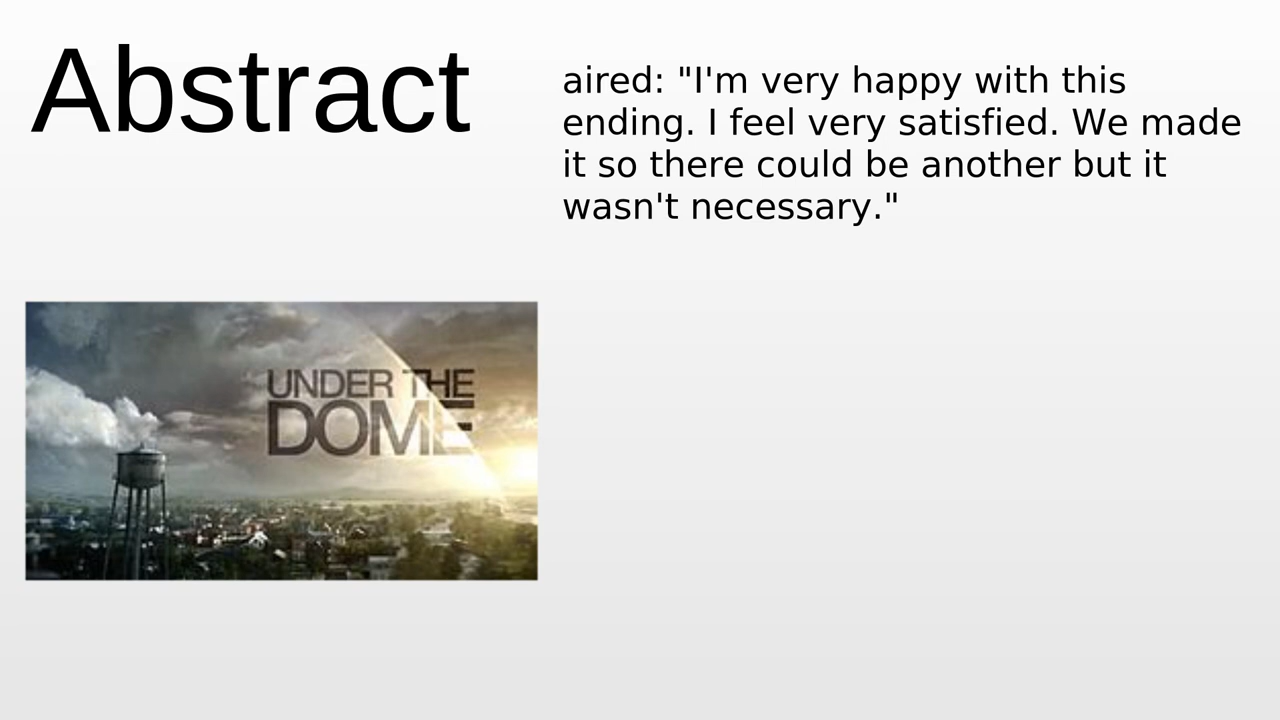 Abstract
aired: "I'm very happy with this
ending. I feel very satisfied. We made
it so there could be another but it
wasn't necessary."
UNDER THE
DOME